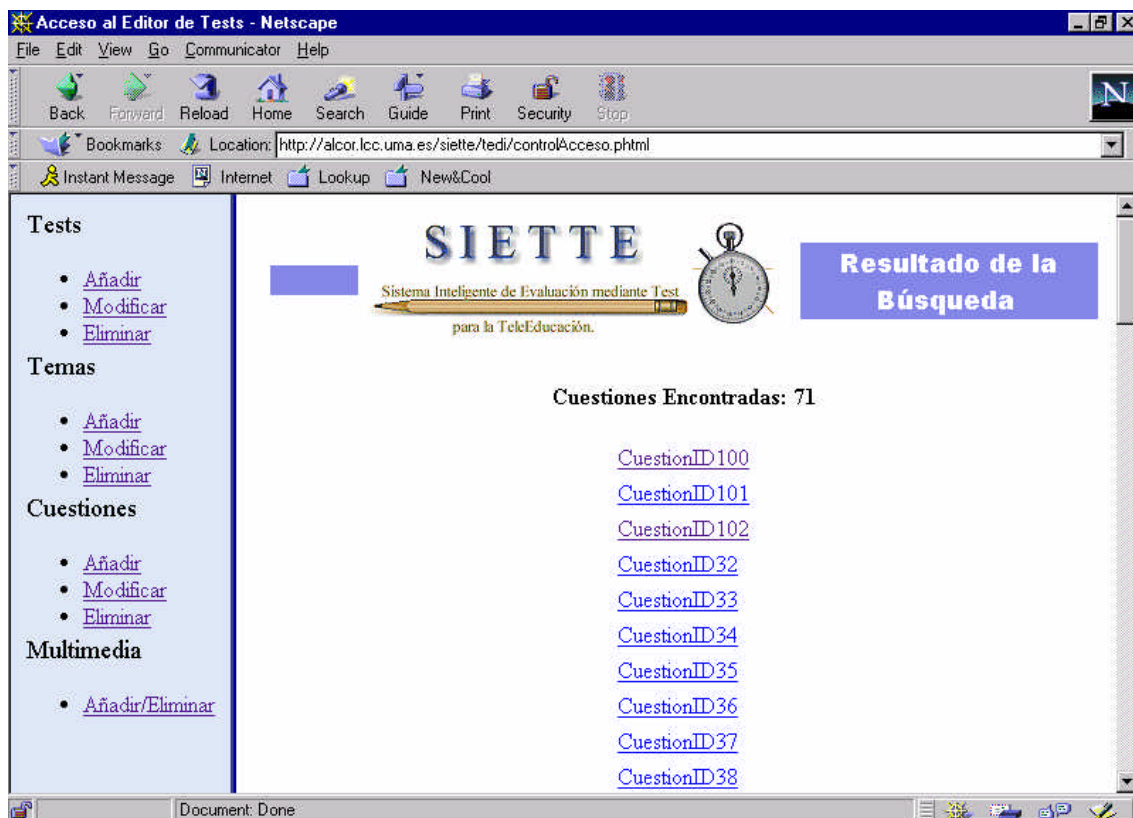 Acceso al Editor de Tests - Netscape
File Edit View Go Communicator Help
Back Forward Reload Home Search Guide Print Security Stop
N
Bookmarks Location: http://alcor.lcc.uma.es/siette/tedi/controlAcceso.phtml
Instant Message Internet Lookup New&Cool
Tests
Añadir
Modificar
Eliminar
Temas
Añadir
Modificar
Eliminar
Cuestiones
Añadir
Modificar
Eliminar
Multimedia
Añadir/Eliminar
SIETTE
Sistema Inteligente de Evaluación mediante Test
para la TeleEducación.
Resultado de la
Búsqueda
Cuestiones Encontradas: 71
CuestionID100
CuestionID101
CuestionID102
CuestionID32
CuestionID33
CuestionID34
CuestionID35
CuestionID36
CuestionID37
CuestionID38
Document: Done